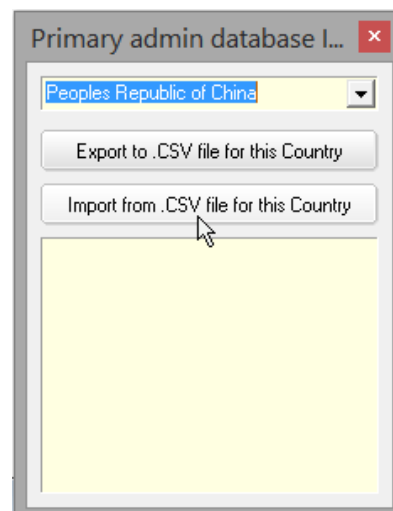 Primary admin database I...
Peoples Republic of China
Export to .CSV file for this Country
Import from .CSV file for this Country